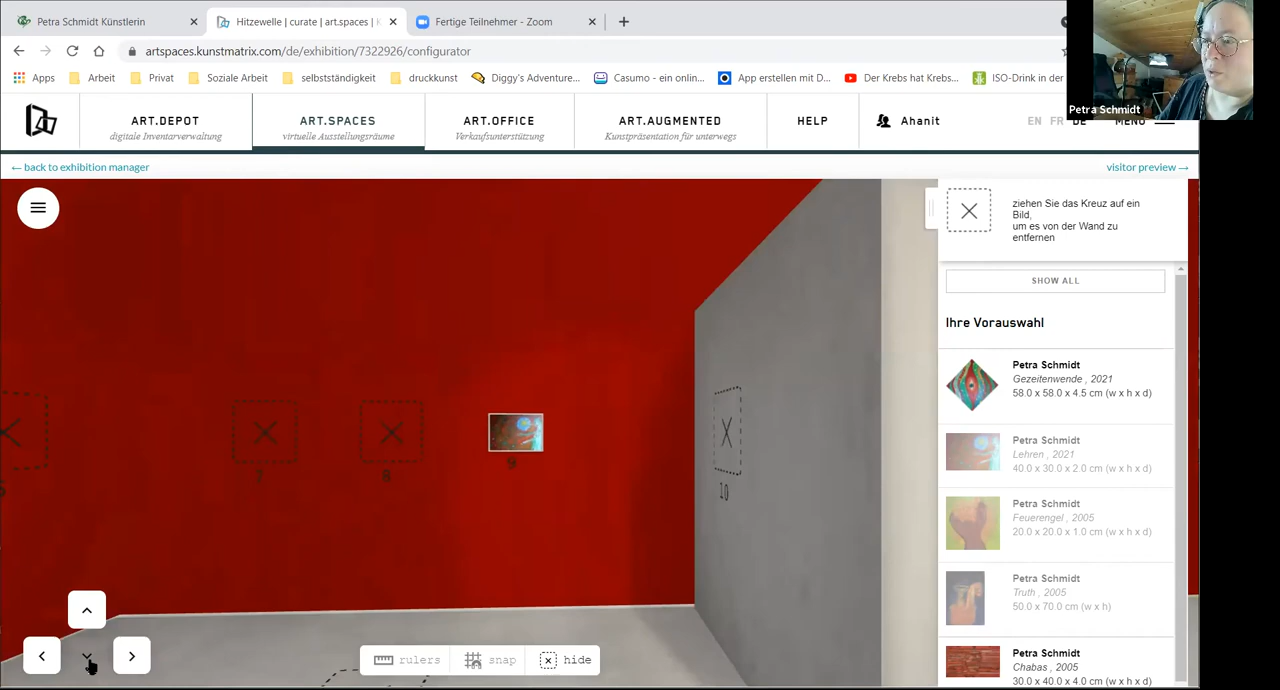 Petra Schmidt Künstlerin
Hitzewelle | curate | art.spaces |
Fertige Teilnehmer - Zoom
artspaces.kunstmatrix.com/de/exhibition/7322926/configurator
Apps
Arbeit
Privat
Soziale Arbeit
selbstständigkeit
druckkunst
Diggy's Adventure...
Casumo - ein onlin...
App erstellen mit D...
Der Krebs hat Krebs...
ISO-Drink in der
Petra Schmidt
ART.DEPOT
digitale Inventarverwaltung
ART.SPACES
virtuelle Ausstellungsräume
ART.OFFICE
Verkaufsunterstützung
ART.AUGMENTED
Kunstpräsentation für unterwegs
HELP
Ahanit
EN FR DE
MENU
← back to exhibition manager
visitor preview →
ziehen Sie das Kreuz auf ein
Bild,
um es von der Wand zu
entfernen
SHOW ALL
Ihre Vorauswahl
Petra Schmidt
Gezeitenwende , 2021
58.0 x 58.0 x 4.5 cm (w x h x d)
Petra Schmidt
Lehren , 2021
40.0 x 30.0 x 2.0 cm (w x h x d)
Petra Schmidt
Feuerengel , 2005
20.0 x 20.0 x 1.0 cm (w x h x d)
Petra Schmidt
Truth , 2005
50.0 x 70.0 cm (w x h)
Petra Schmidt
Chabas , 2005
30.0 x 40.0 x 4.0 cm (w x h x d)
7
8
9
10
rulers
snap
hide